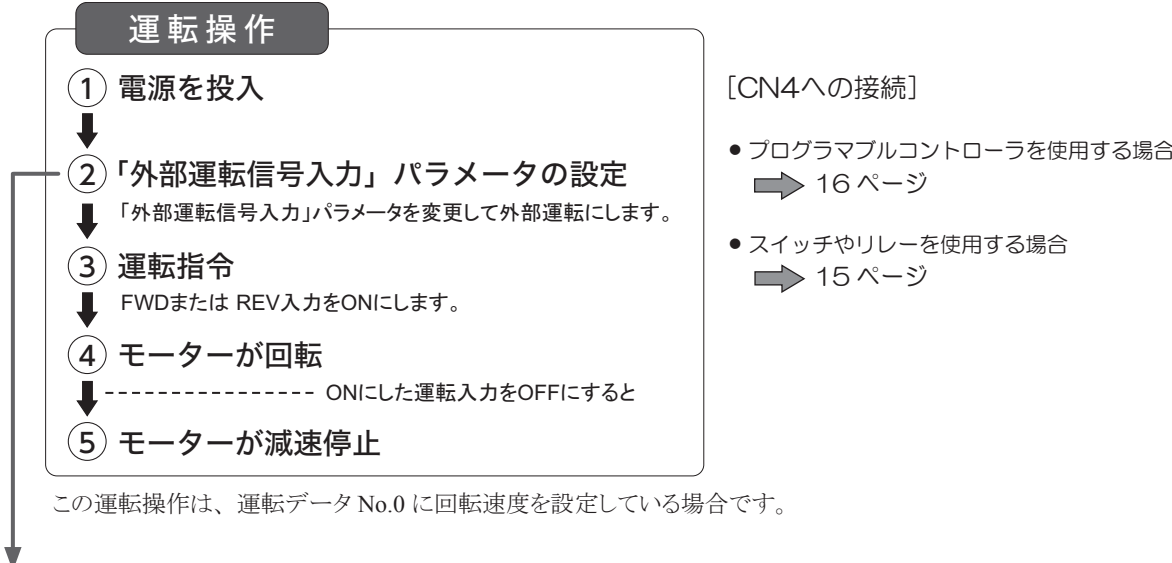 運転操作
① 電源を投入
② 「外部運転信号入力」パラメータの設定
「外部運転信号入力」パラメータを変更して外部運転にします。
③ 運転指令
FWDまたは REV入力をONにします。
④ モーターが回転
ONにした運転入力をOFFにすると
⑤ モーターが減速停止
この運転操作は、運転データ No.0 に回転速度を設定している場合です。
[CN4への接続]
● プログラマブルコントローラを使用する場合
16 ページ
● スイッチやリレーを使用する場合
15 ページ